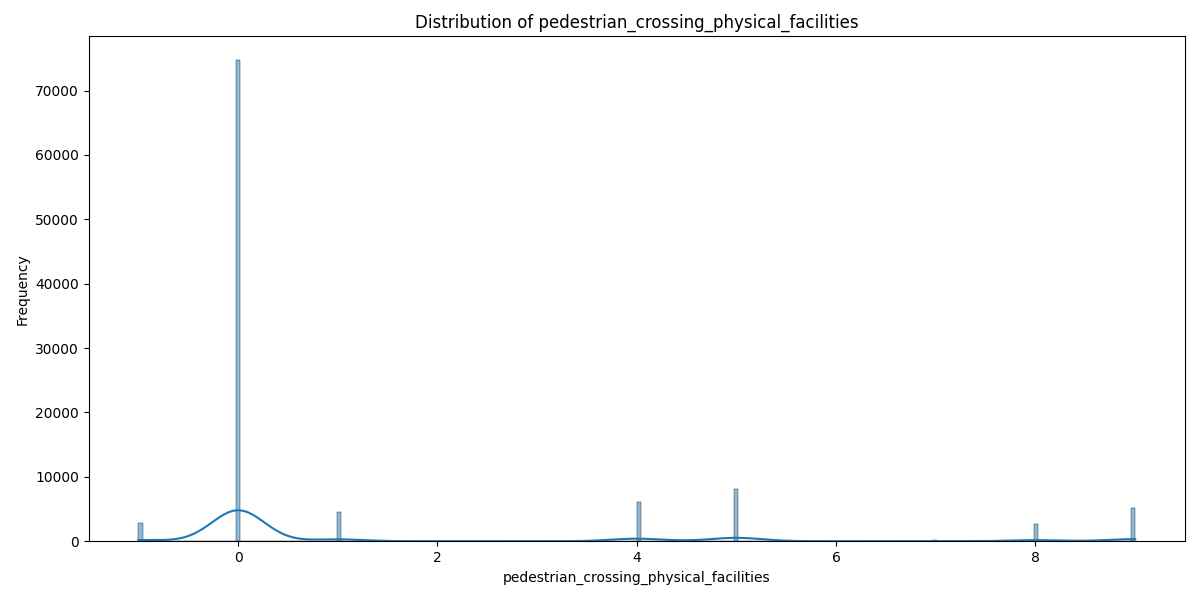 Distribution of pedestrian_crossing_physical_facilities
70000
60000
50000
40000
30000
20000
10000
0
Frequency
0 2 4 6 8
pedestrian_crossing_physical_facilities